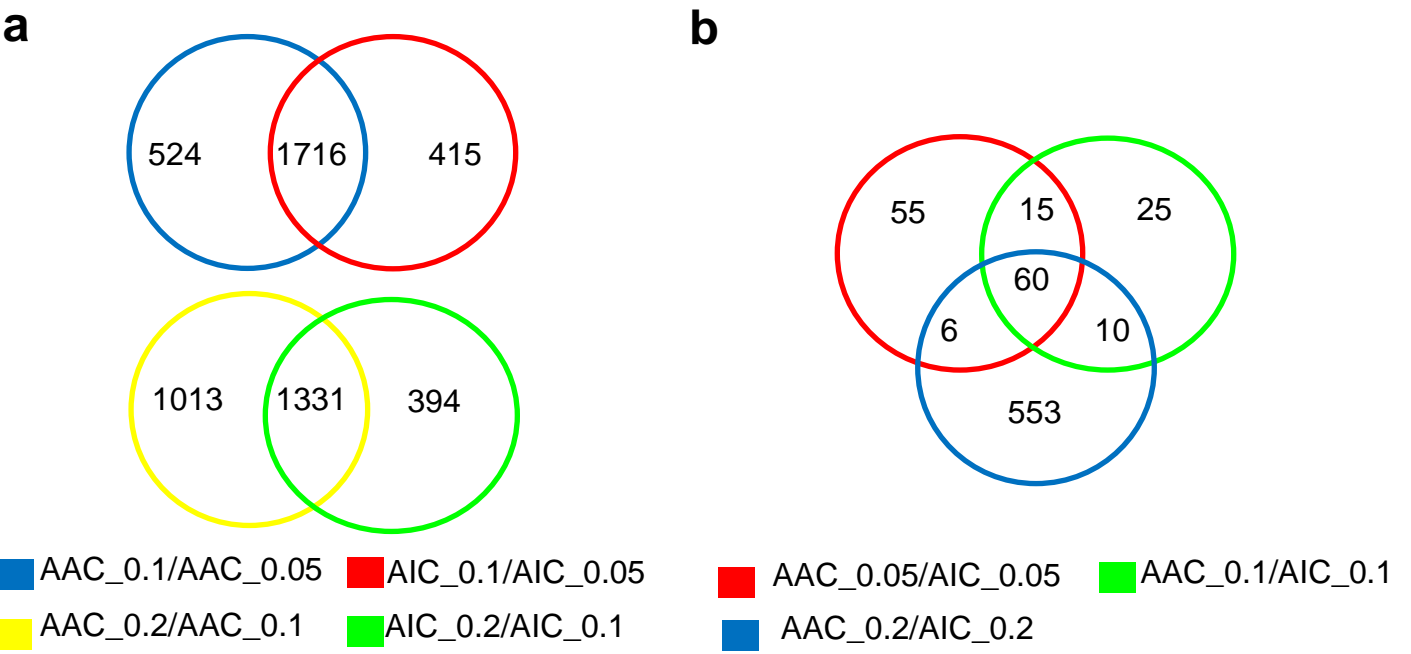 a
524 1716 415
1013 1331 394
AAC_0.1/AAC_0.05 AIC_0.1/AIC_0.05
AAC_0.2/AAC_0.1 AIC_0.2/AIC_0.1
b
55 15 25
60
6 10
553
AAC_0.05/AIC_0.05 AAC_0.1/AIC_0.1
AAC_0.2/AIC_0.2